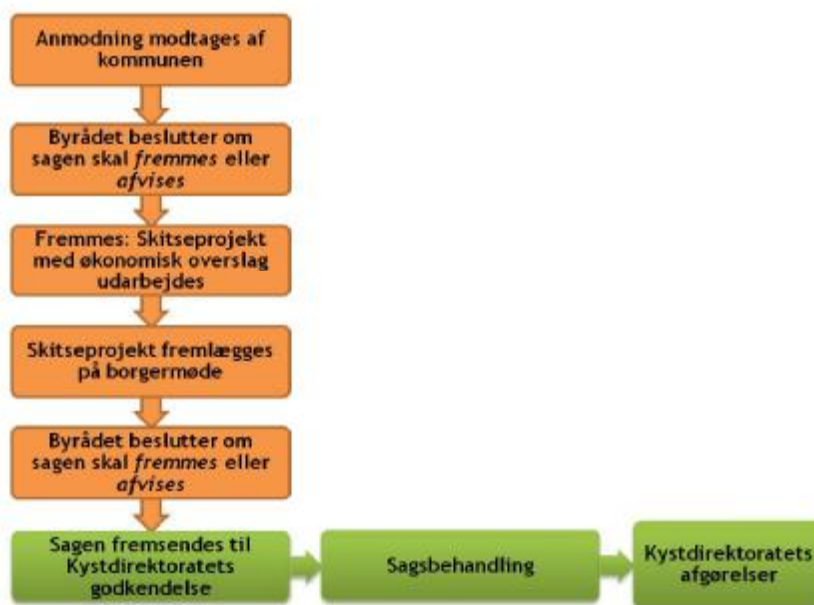 Anmodning modtages af
kommunen
Byrådet beslutter om
sagen skal fremmes eller
afvises
Fremmes: Skitseprojekt
med økonomisk overslag
udarbejdes
Skitseprojekt fremlægges
på borgermøde
Byrådet beslutter om
sagen skal fremmes eller
afvises
Sagen fremsendes til
Kystdirektoratets
godkendelse
Sagsbehandling
Kystdirektoratets
afgørelser